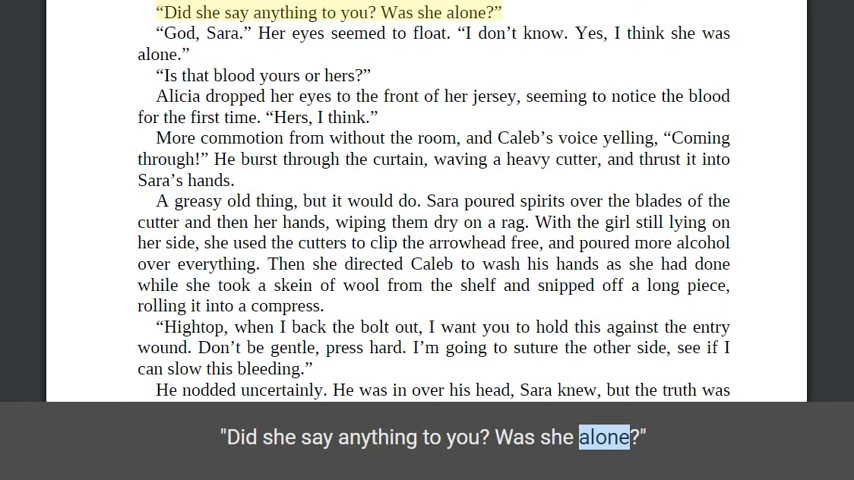 “Did she say anything to you? Was she alone?”
“God, Sara.” Her eyes seemed to float. “I don’t know. Yes, I think she was
alone.”
“Is that blood yours or hers?”
Alicia dropped her eyes to the front of her jersey, seeming to notice the blood
for the first time. “Hers, I think.”
More commotion from without the room, and Caleb’s voice yelling, “Coming
through!” He burst through the curtain, waving a heavy cutter, and thrust it into
Sara’s hands.
A greasy old thing, but it would do. Sara poured spirits over the blades of the
cutter and then her hands, wiping them dry on a rag. With the girl still lying on
her side, she used the cutters to clip the arrowhead free, and poured more alcohol
over everything. Then she directed Caleb to wash his hands as she had done
while she took a skein of wool from the shelf and snipped off a long piece,
rolling it into a compress.
“Hightop, when I back the bolt out, I want you to hold this against the entry
wound. Don’t be gentle, press hard. I’m going to suture the other side, see if I
can slow this bleeding.”
He nodded uncertainly. He was in over his head, Sara knew, but the truth was
"Did she say anything to you? Was she alone?"